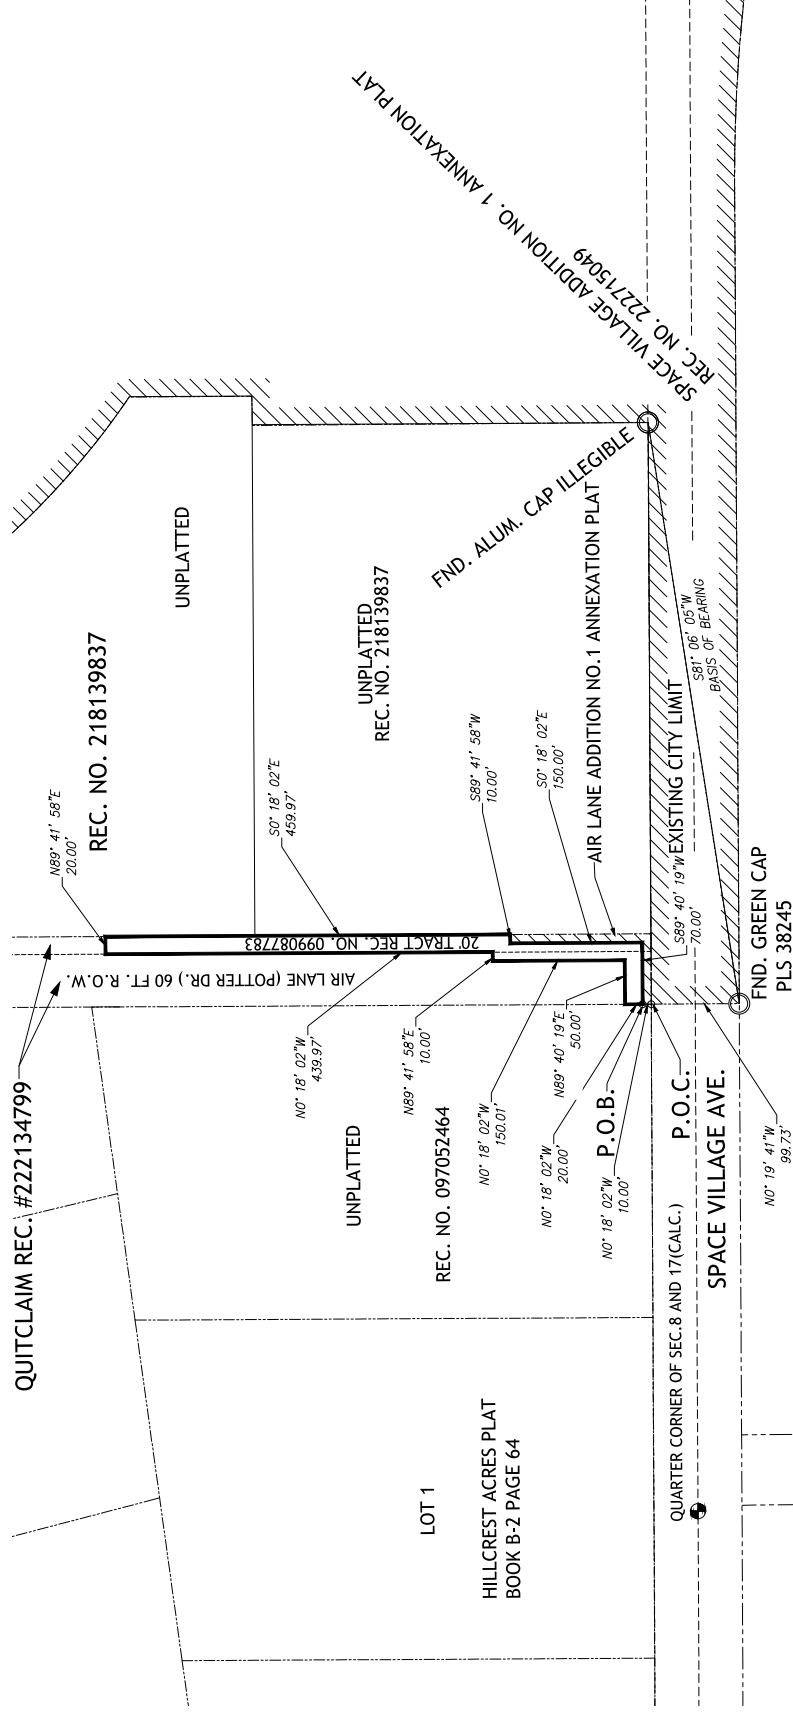 QUITCLAIM REC. #222134799
N89° 41' 58"E
20.00'
REC. NO. 218139837
UNPLATTED
SPACE VILLAGE ADDITION NO. 1 ANNEXATION PLAT
REC. NO. 222715049
AIR LANE (POTTER DR.) 60 FT. R.O.W.
20' TRACT REC. NO. 099087783
S0° 18' 02"E
459.97'
UNPLATTED
REC. NO. 218139837
FND. ALUM. CAP ILLEGIBLE
N0° 18' 02"W
439.97'
UNPLATTED
REC. NO. 097052464
N89° 41' 58"E
10.00'
S89° 41' 58"W
10.00'
N0° 18' 02"W
150.01'
S0° 18' 02"E
150.00'
AIR LANE ADDITION NO.1 ANNEXATION PLAT
N89° 40' 19"E
50.00'
N0° 18' 02"W
20.00'
P.O.B.
N0° 18' 02"W
10.00'
P.O.C.
S89° 40' 19"W
70.00'
EXISTING CITY LIMIT
S81° 06' 05"W
BASIS OF BEARING
LOT 1
HILLCREST ACRES PLAT
BOOK B-2 PAGE 64
QUARTER CORNER OF SEC.8 AND 17(CALC.)
SPACE VILLAGE AVE.
FND. GREEN CAP
PLS 38245
N0° 19' 41"W
99.73'